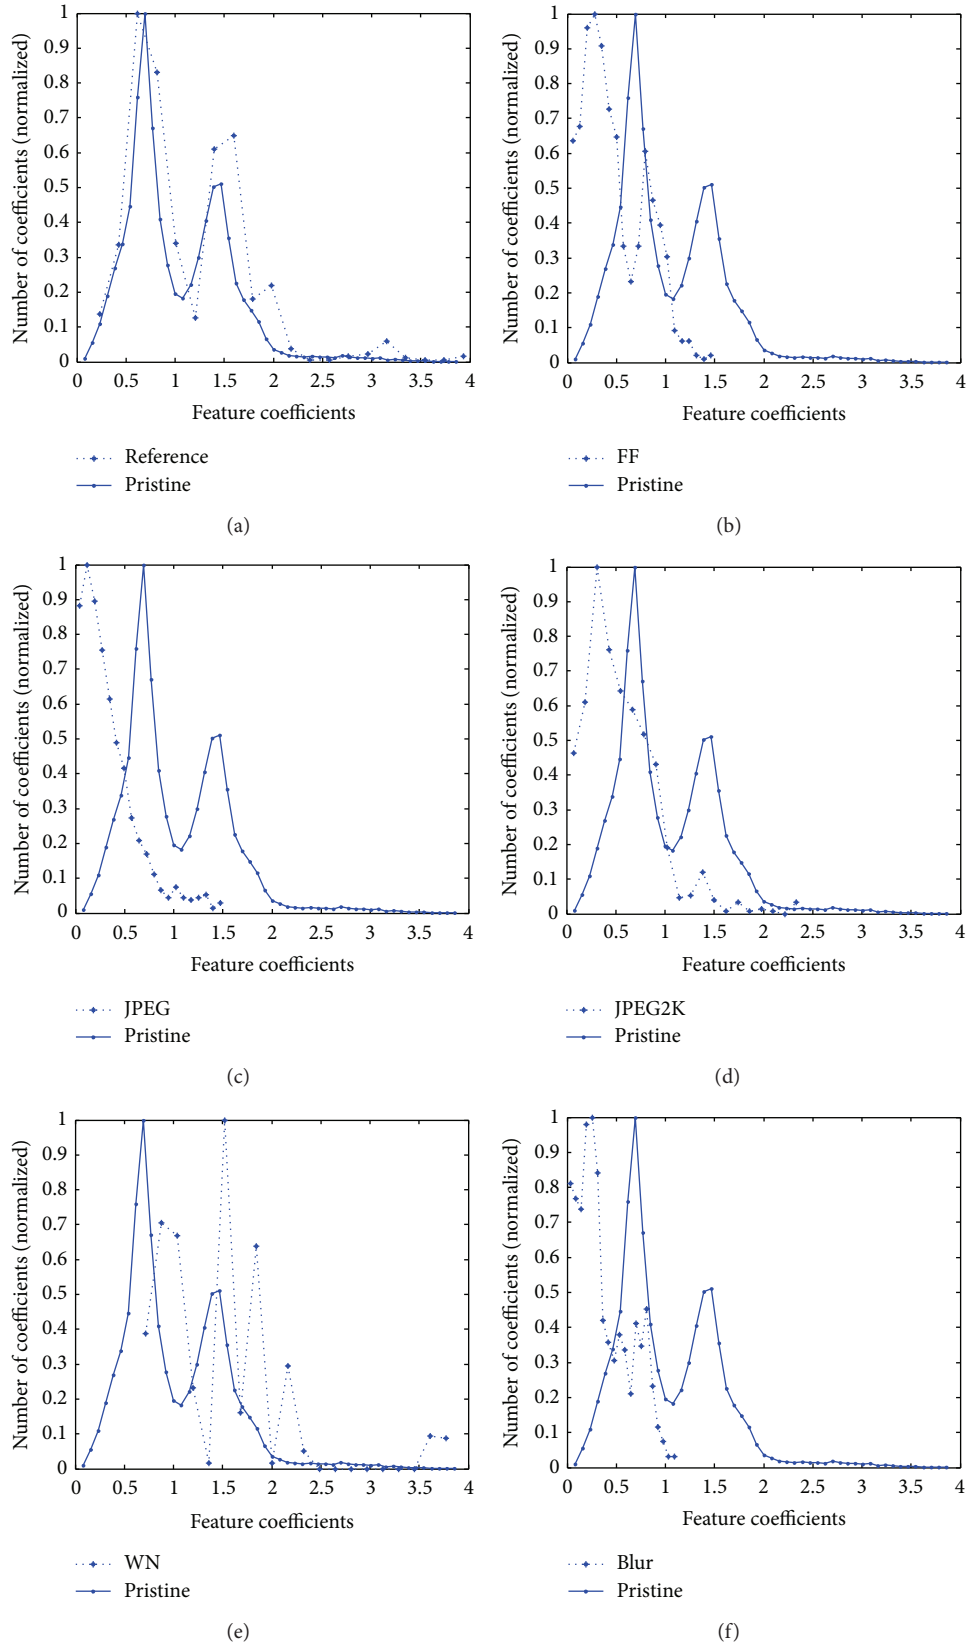 1
0.9
0.8
0.7
0.6
0.5
0.4
0.3
0.2
0.1
0
Number of coefficients (normalized)
0 0.5 1 1.5 2 2.5 3 3.5 4
Feature coefficients
Reference
Pristine
(a)
1
0.9
0.8
0.7
0.6
0.5
0.4
0.3
0.2
0.1
0
Number of coefficients (normalized)
0 0.5 1 1.5 2 2.5 3 3.5 4
Feature coefficients
FF
Pristine
(b)
1
0.9
0.8
0.7
0.6
0.5
0.4
0.3
0.2
0.1
0
Number of coefficients (normalized)
0 0.5 1 1.5 2 2.5 3 3.5 4
Feature coefficients
JPEG
Pristine
(c)
1
0.9
0.8
0.7
0.6
0.5
0.4
0.3
0.2
0.1
0
Number of coefficients (normalized)
0 0.5 1 1.5 2 2.5 3 3.5 4
Feature coefficients
JPEG2K
Pristine
(d)
1
0.9
0.8
0.7
0.6
0.5
0.4
0.3
0.2
0.1
0
Number of coefficients (normalized)
0 0.5 1 1.5 2 2.5 3 3.5 4
Feature coefficients
WN
Pristine
(e)
1
0.9
0.8
0.7
0.6
0.5
0.4
0.3
0.2
0.1
0
Number of coefficients (normalized)
0 0.5 1 1.5 2 2.5 3 3.5 4
Feature coefficients
Blur
Pristine
(f)